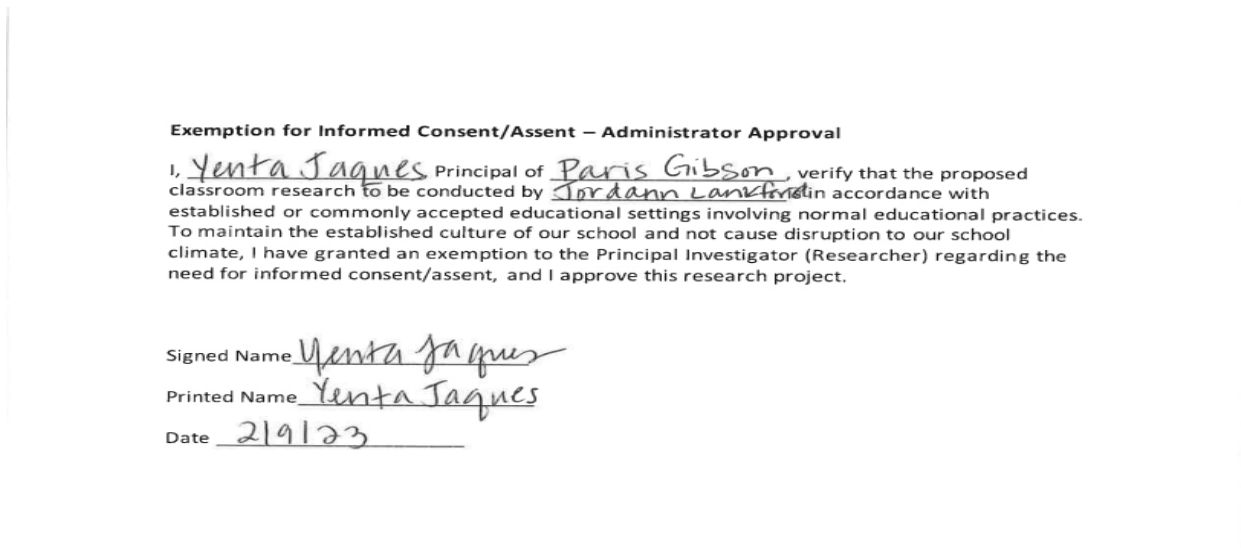 Exemption for Informed Consent/Assent – Administrator Approval
I, Yenta Jaques Principal of Paris Gibson, verify that the proposed
classroom research to be conducted by Jordann Lankford in accordance with
established or commonly accepted educational settings involving normal educational practices.
To maintain the established culture of our school and not cause disruption to our school
climate, I have granted an exemption to the Principal Investigator (Researcher) regarding the
need for informed consent/assent, and I approve this research project.
Signed Name Yenta Jaques
Printed Name Yenta Jaques
Date 2/9/23